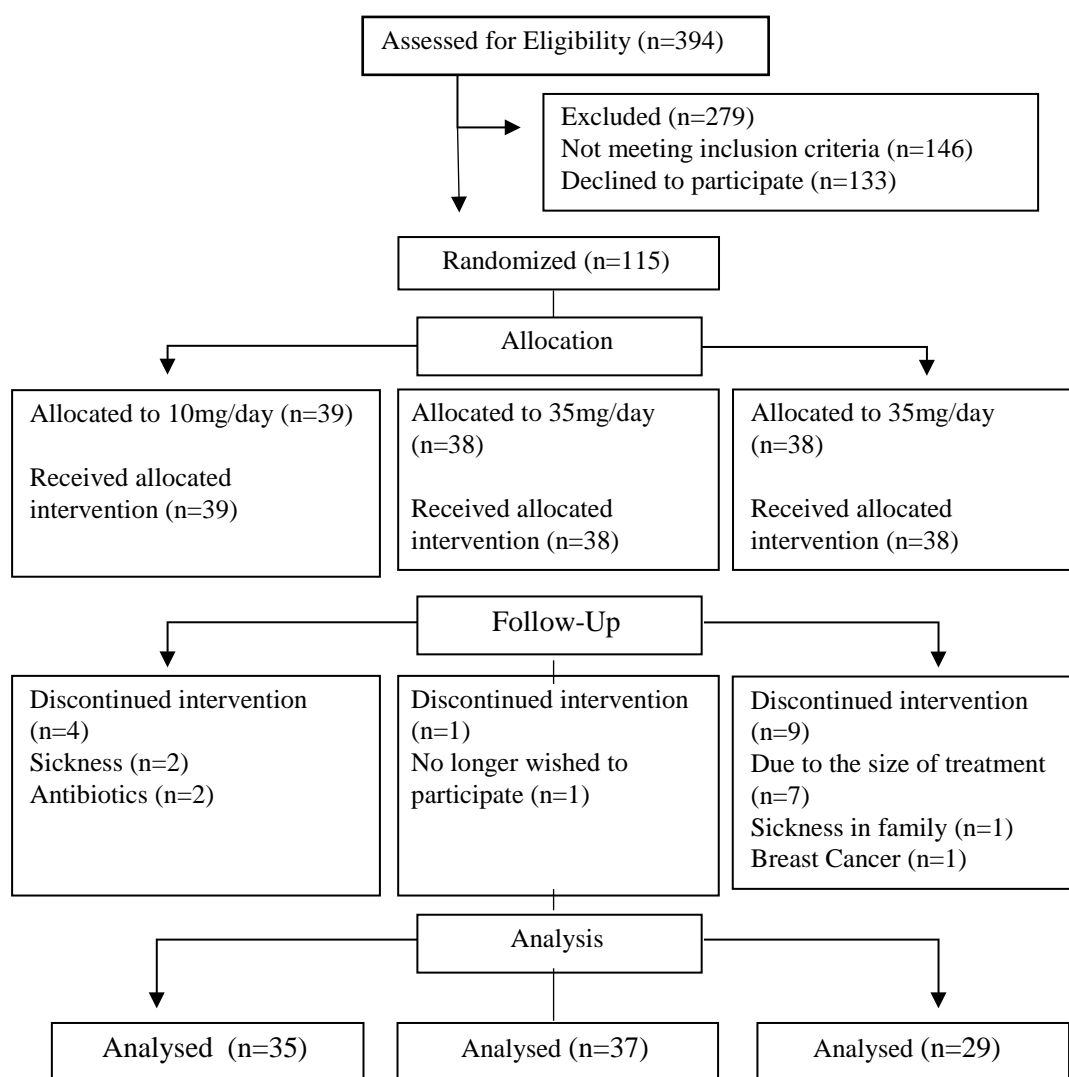 Assessed for Eligibility (n=394)
Excluded (n=279)
Not meeting inclusion criteria (n=146)
Declined to participate (n=133)
Randomized (n=115)
Allocation
Allocated to 10mg/day (n=39)
Received allocated
intervention (n=39)
Allocated to 35mg/day
(n=38)
Received allocated
intervention (n=38)
Allocated to 35mg/day
(n=38)
Received allocated
intervention (n=38)
Follow-Up
Discontinued intervention
(n=4)
Sickness (n=2)
Antibiotics (n=2)
Discontinued intervention
(n=1)
No longer wished to
participate (n=1)
Discontinued intervention
(n=9)
Due to the size of treatment
(n=7)
Sickness in family (n=1)
Breast Cancer (n=1)
Analysis
Analysed (n=35)
Analysed (n=37)
Analysed (n=29)